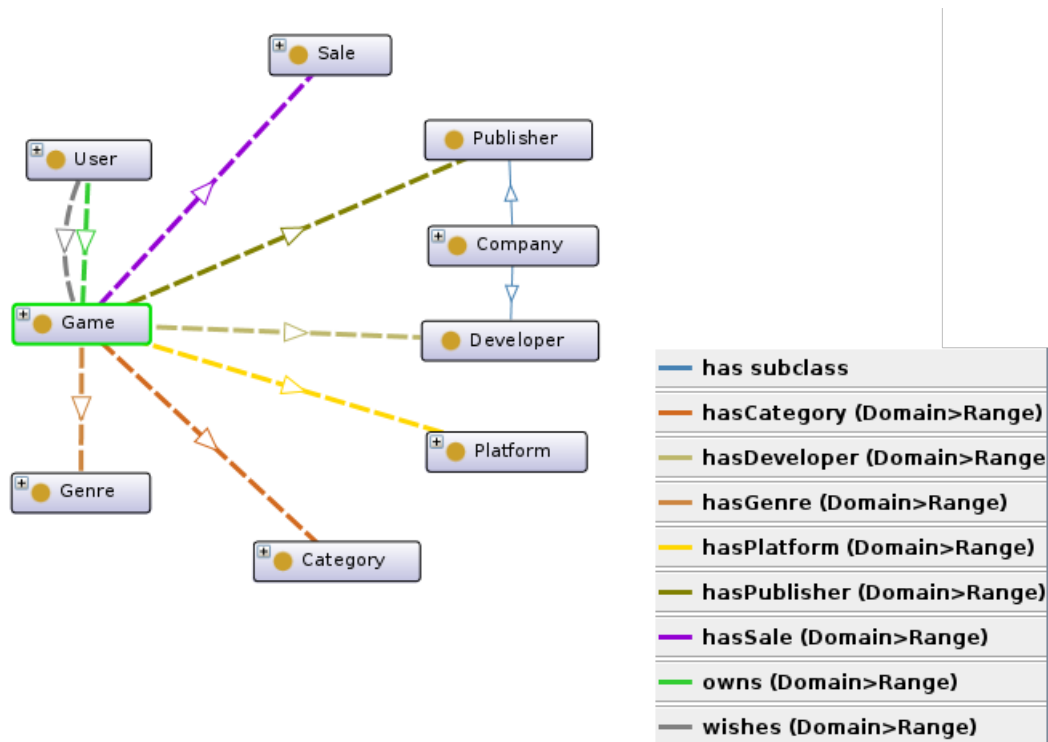 Sale
Publisher
User
Company
Game
Developer
Platform
Genre
Category
has subclass
hasCategory (Domain>Range)
hasDeveloper (Domain>Range
hasGenre (Domain>Range)
hasPlatform (Domain>Range)
hasPublisher (Domain>Range)
hasSale (Domain>Range)
owns (Domain>Range)
wishes (Domain>Range)